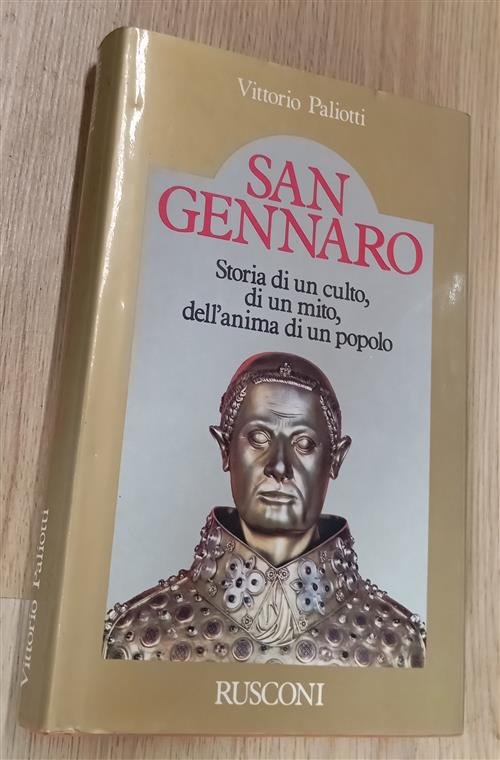 Vittorio Paliotti
SAN
GENNARO
Storia di un culto,
di un mito,
dell'anima di un popolo
RUSCONI
Vittorio Paliotti